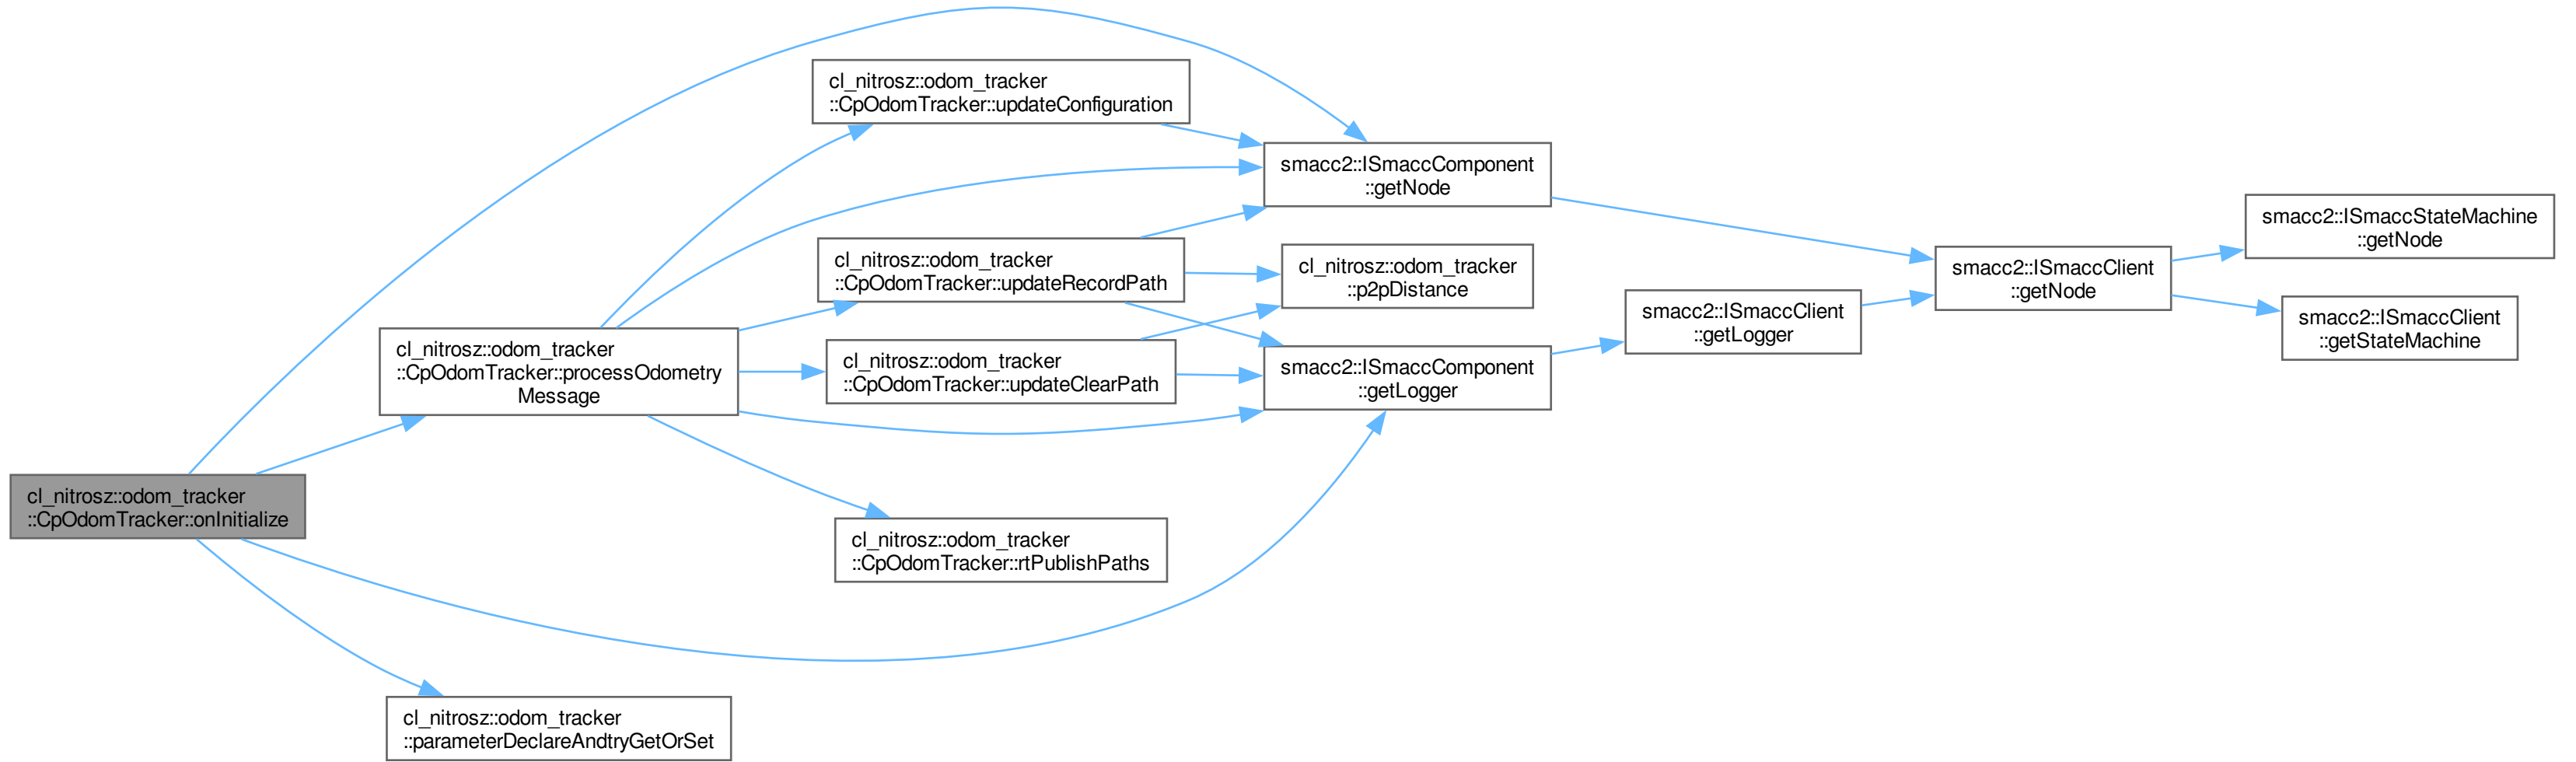 cl_nitrosz::odom_tracker
::CpOdomTracker::onInitialize
cl_nitrosz::odom_tracker
::CpOdomTracker::processOdometry
Message
cl_nitrosz::odom_tracker
::parameterDeclareAndtryGetOrSet
cl_nitrosz::odom_tracker
::CpOdomTracker::updateConfiguration
cl_nitrosz::odom_tracker
::CpOdomTracker::updateRecordPath
cl_nitrosz::odom_tracker
::CpOdomTracker::updateClearPath
cl_nitrosz::odom_tracker
::CpOdomTracker::rtPublishPaths
smacc2::ISmaccComponent
::getNode
cl_nitrosz::odom_tracker
::p2pDistance
smacc2::ISmaccComponent
::getLogger
smacc2::ISmaccClient
::getLogger
smacc2::ISmaccClient
::getNode
smacc2::ISmaccStateMachine
::getNode
smacc2::ISmaccClient
::getStateMachine